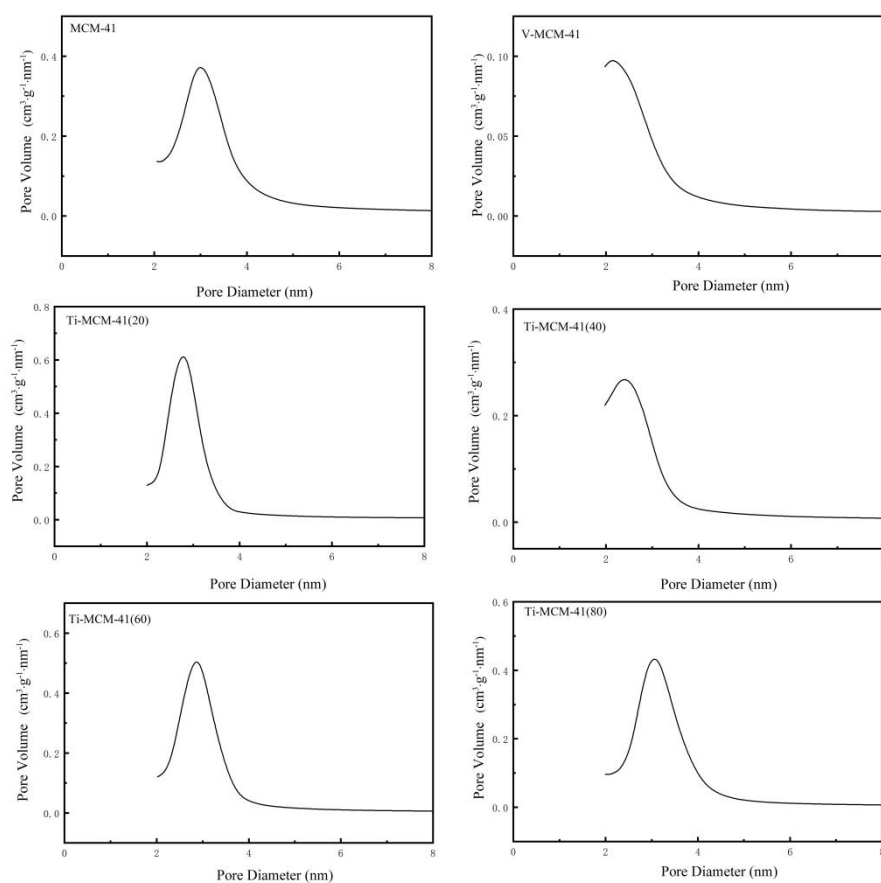 MCM-41
Pore Volume (cm³·g⁻¹·nm⁻¹)
0.4
0.2
0.0
0 2 4 6 8
Pore Diameter (nm)
V-MCM-41
Pore Volume (cm³·g⁻¹·nm⁻¹)
0.10
0.05
0.00
0 2 4 6 8
Pore Diameter (nm)
Ti-MCM-41(20)
Pore Volume (cm³·g⁻¹·nm⁻¹)
0.8
0.6
0.4
0.2
0.0
0 2 4 6 8
Pore Diameter (nm)
Ti-MCM-41(40)
Pore Volume (cm³·g⁻¹·nm⁻¹)
0.4
0.2
0.0
0 2 4 6 8
Pore Diameter (nm)
Ti-MCM-41(60)
Pore Volume (cm³·g⁻¹·nm⁻¹)
0.6
0.4
0.2
0.0
0 2 4 6 8
Pore Diameter (nm)
Ti-MCM-41(80)
Pore Volume (cm³·g⁻¹·nm⁻¹)
0.6
0.4
0.2
0.0
0 2 4 6 8
Pore Diameter (nm)